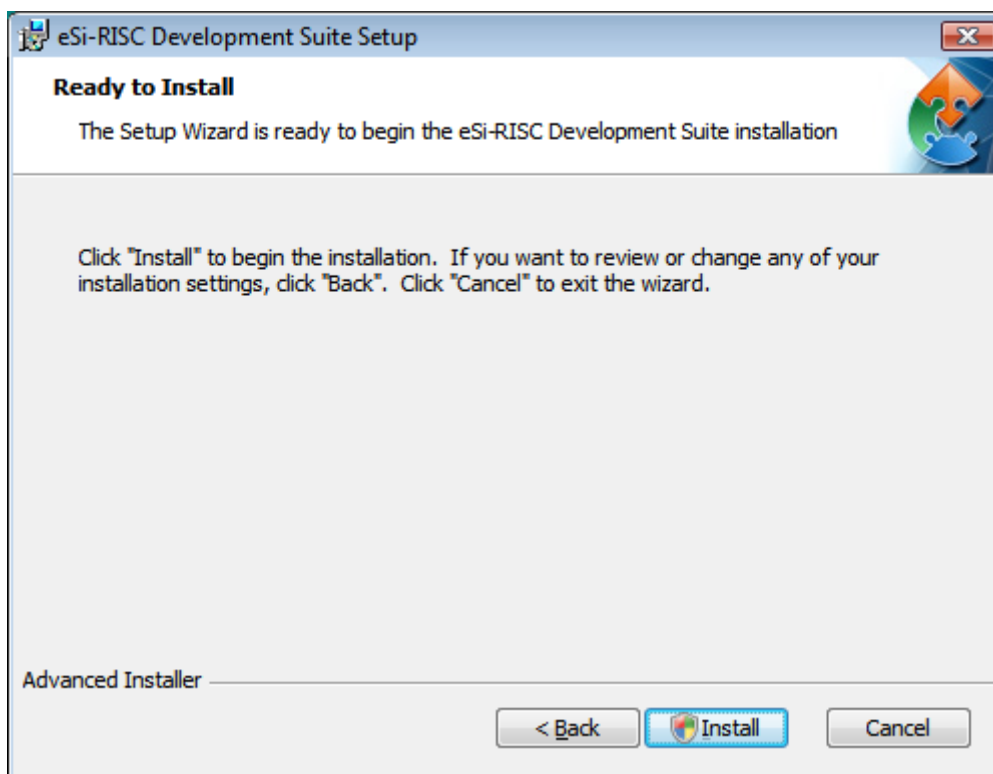 eSi-RISC Development Suite Setup
Ready to Install
The Setup Wizard is ready to begin the eSi-RISC Development Suite installation
Click "Install" to begin the installation.  If you want to review or change any of your
installation settings, click "Back".  Click "Cancel" to exit the wizard.
Advanced Installer
< Back
Install
Cancel